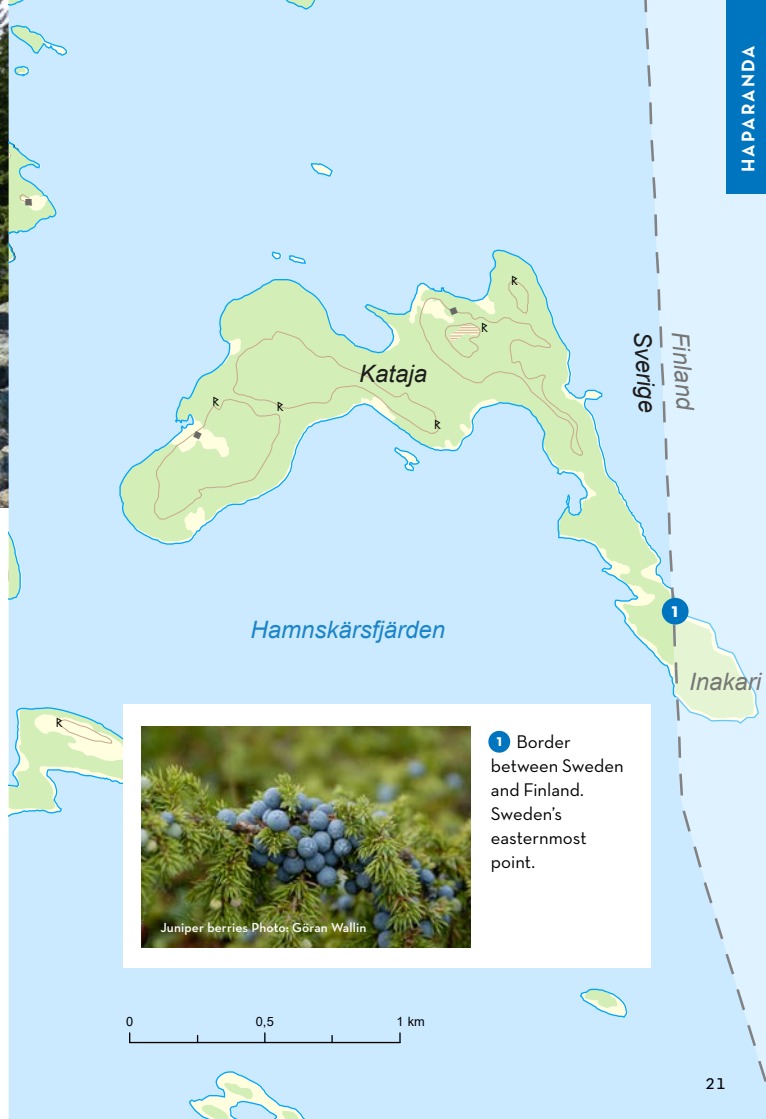 HAPARANDA
Finland
Sverige
R
R
Kataja
R
R
R
1
Hamnskärsfjärden
Inakari
R
1 Border
between Sweden
and Finland.
Sweden's
easternmost
point.
Juniper berries Photo: Göran Wallin
0 0,5 1 km
21